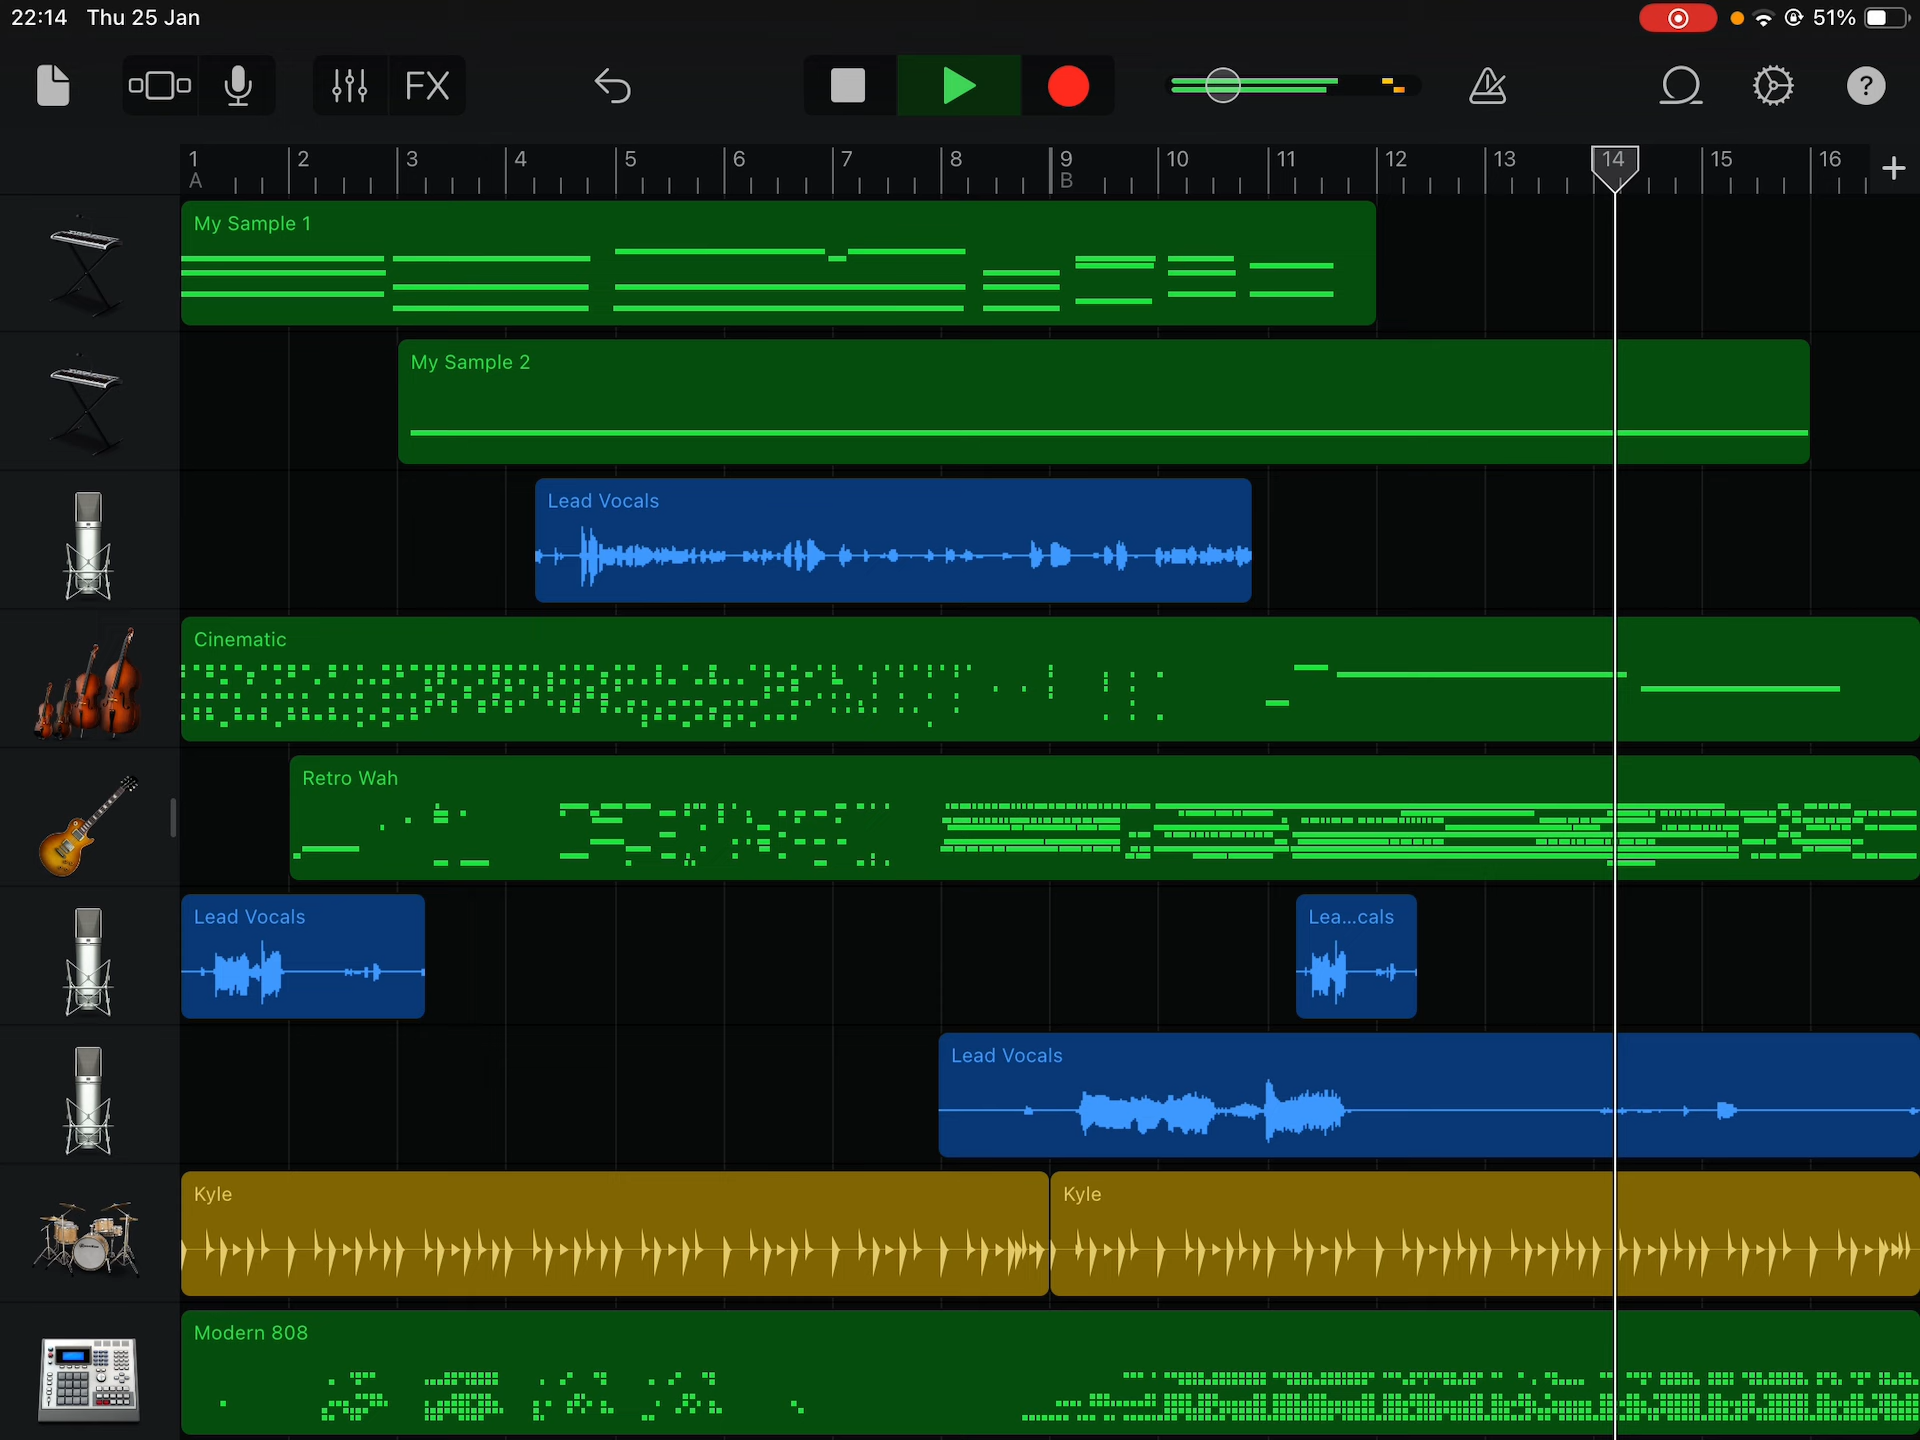 22:14 Thu 25 Jan
51%
FX
?
1 2 3 4 5 6 7 8 9 10 11 12 13 14 15 16 +
A B
My Sample 1
My Sample 2
Lead Vocals
Cinematic
Retro Wah
Lead Vocals
Lea...cals
Lead Vocals
Kyle
Kyle
Modern 808